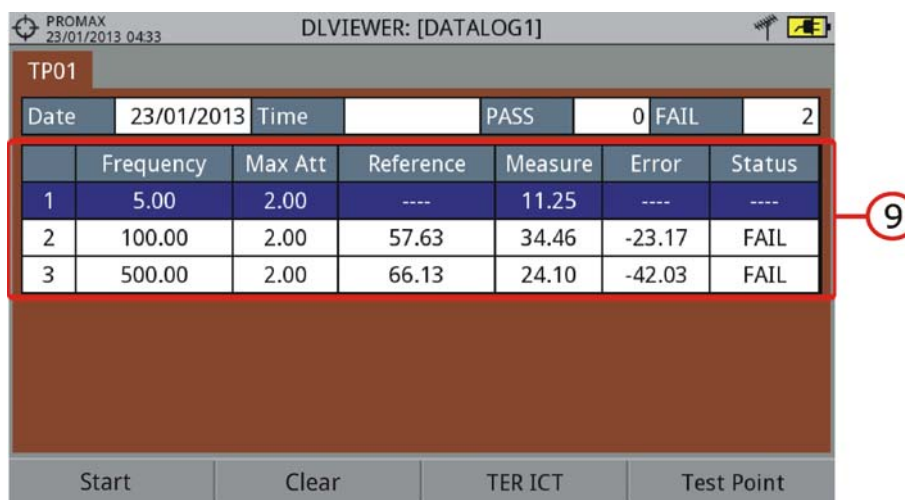 PROMAX
23/01/2013 04:33
DLVIEWER: [DATALOG1]
TP01
Date 23/01/2013 Time PASS 0 FAIL 2
Frequency Max Att Reference Measure Error Status
1 5.00 2.00 ---- 11.25 ---- ----
2 100.00 2.00 57.63 34.46 -23.17 FAIL
3 500.00 2.00 66.13 24.10 -42.03 FAIL
9
Start Clear TER ICT Test Point